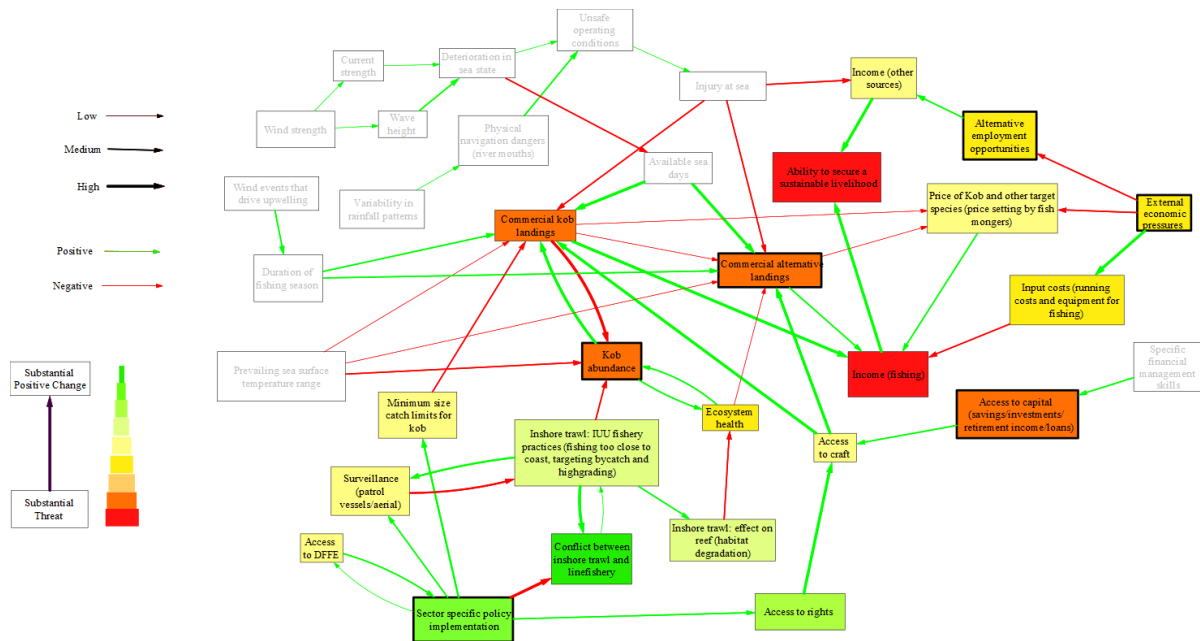 Unsafe
operating
conditions
Current
strength
Deterioration in
sea state
Income (other
sources)
Injury at sea
Low
Wind strength
Wave
height
Physical
navigation dangers
(river mouths)
Alternative
employment
opportunities
Medium
High
Wind events that
drive upwelling
Variability in
rainfall patterns
Available sea
days
Ability to secure a
sustainable livelihood
Price of Kob and other target
species (price setting by fish
mongers)
External
economic
pressures
Commercial kob
landings
Positive
Negative
Duration of
fishing season
Commercial alternative
landings
Input costs (running
costs and equipment for
fishing)
Substantial
Positive Change
Prevailing sea surface
temperature range
Kob
abundance
Income (fishing)
Specific
financial
management
skills
Minimum size
catch limits for
kob
Ecosystem
health
Access to capital
(savings/investments/
retirement income/loans)
Inshore trawl: IUU fishery
practices (fishing too close to
coast, targeting bycatch and
highgrading)
Access
to craft
Surveillance
(patrol
vessels/aerial)
Substantial
Threat
Inshore trawl: effect on
reef (habitat
degradation)
Access
to DFFE
Conflict between
inshore trawl and
linefishery
Sector specific policy
implementation
Access to rights